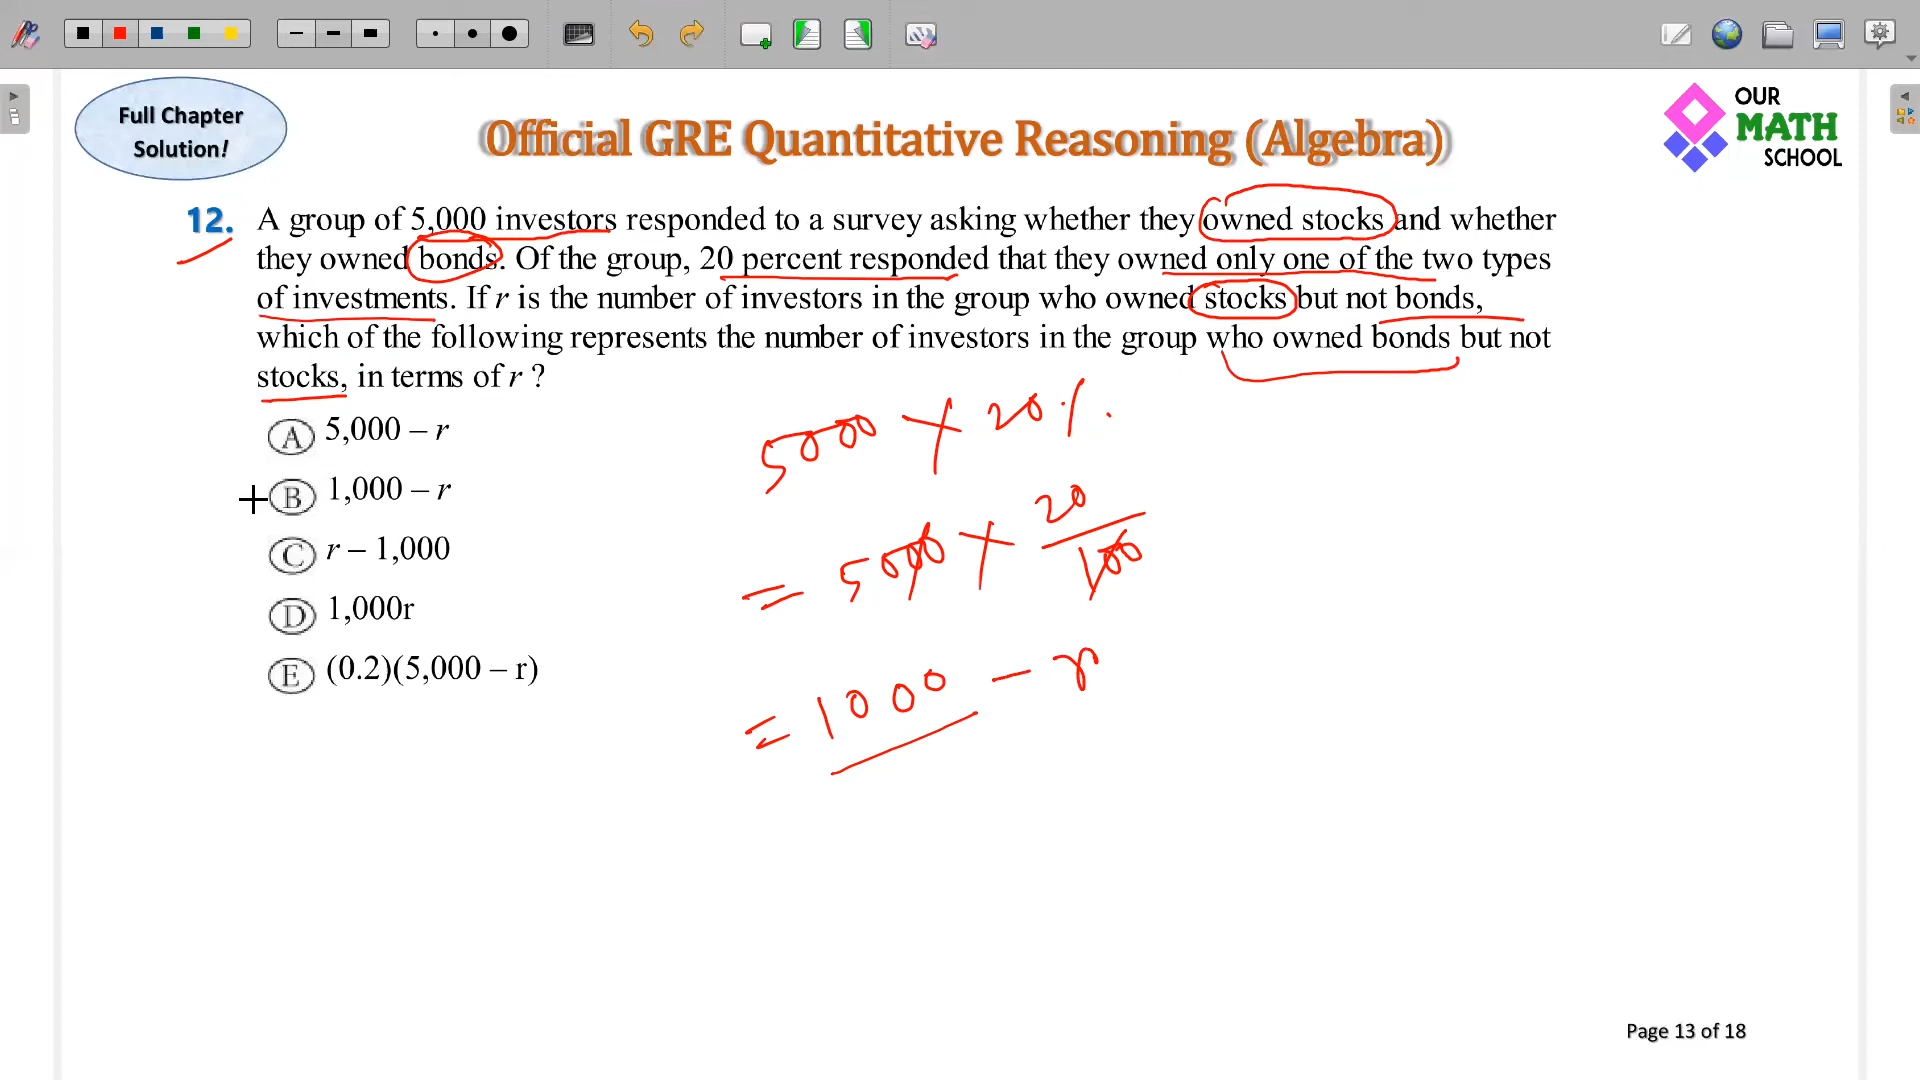 Full Chapter
Solution!
Official GRE Quantitative Reasoning (Algebra)
OUR
MATH
SCHOOL
12. A group of 5,000 investors responded to a survey asking whether they owned stocks and whether
they owned bonds. Of the group, 20 percent responded that they owned only one of the two types
of investments. If r is the number of investors in the group who owned stocks but not bonds,
which of the following represents the number of investors in the group who owned bonds but not
stocks, in terms of r ?
A 5,000 – r
B 1,000 – r
C r – 1,000
D 1,000r
E (0.2)(5,000 – r)
5000 × 20%
= 5000 × 20/100
= 1000 – r
Page 13 of 18